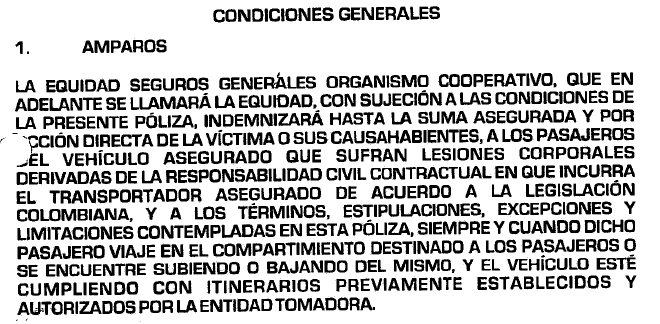 CONDICIONES GENERALES
1. AMPAROS
LA EQUIDAD SEGUROS GENERALES ORGANISMO COOPERATIVO, QUE EN
ADELANTE SE LLAMARÁ LA EQUIDAD, CON SUJECIÓN A LAS CONDICIONES DE
LA PRESENTE PÓLIZA, INDEMNIZARÁ HASTA LA SUMA ASEGURADA Y POR
CCIÓN DIRECTA DE LA VÍCTIMA O SUS CAUSAHABIENTES, A LOS PASAJEROS
DEL VEHÍCULO ASEGURADO QUE SUFRAN LESIONES CORPORALES
DERIVADAS DE LA RESPONSABILIDAD CIVIL CONTRACTUAL EN QUE INCURRA
EL TRANSPORTADOR ASEGURADO DE ACUERDO A LA LEGISLACIÓN
COLOMBIANA, Y A LOS TÉRMINOS, ESTIPULACIONES, EXCEPCIONES Y
LIMITACIONES CONTEMPLADAS EN ESTA PÓLIZA, SIEMPRE Y CUANDO DICHO
PASAJERO VIAJE EN EL COMPARTIMIENTO DESTINADO A LOS PASAJEROS O
SE ENCUENTRE SUBIENDO O BAJANDO DEL MISMO, Y EL VEHÍCULO ESTÉ
CUMPLIENDO CON ITINERARIOS PREVIAMENTE ESTABLECIDOS Y
AUTORIZADOS POR LA ENTIDAD TOMADORA.